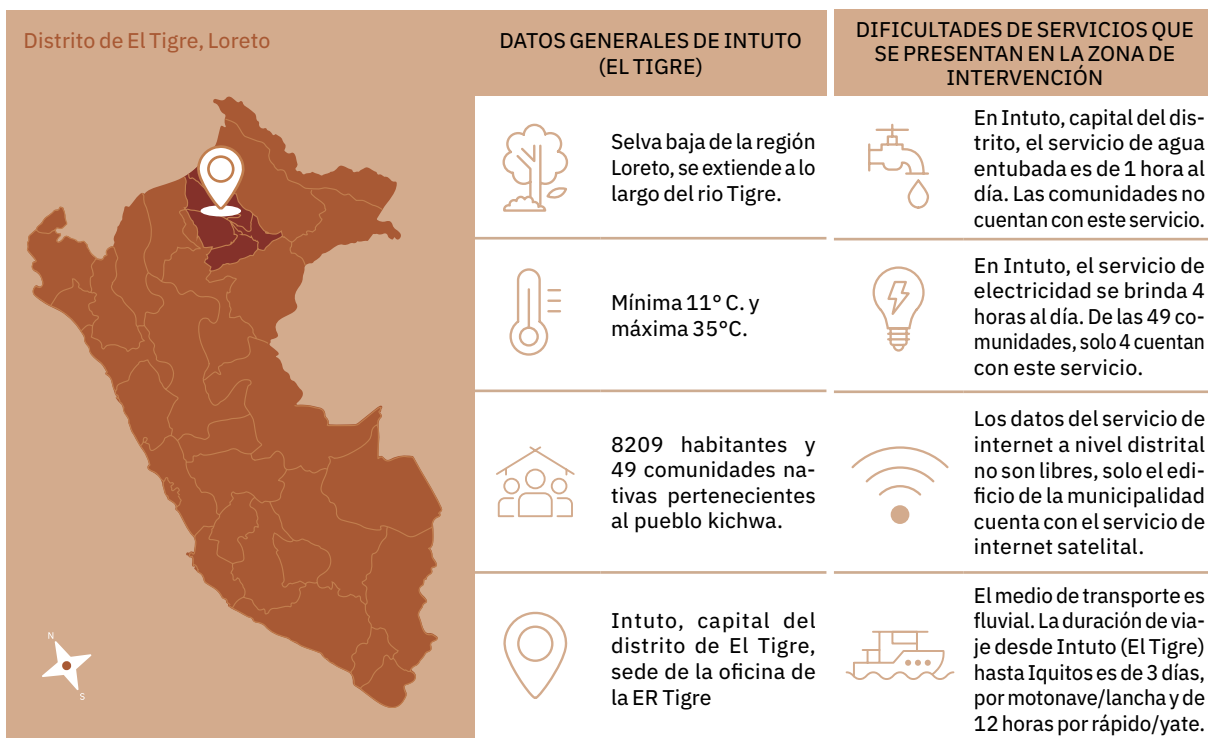 Distrito de El Tigre, Loreto
N
S
DATOS GENERALES DE INTUTO
(EL TIGRE)
Selva baja de la región
Loreto, se extiende a lo
largo del rio Tigre.
Mínima 11° C. y
máxima 35°C.
8209 habitantes y
49 comunidades na-
tivas pertenecientes
al pueblo kichwa.
Intuto, capital del
distrito de El Tigre,
sede de la oficina de
la ER Tigre
DIFICULTADES DE SERVICIOS QUE
SE PRESENTAN EN LA ZONA DE
INTERVENCIÓN
En Intuto, capital del dis-
trito, el servicio de agua
entubada es de 1 hora al
día. Las comunidades no
cuentan con este servicio.
En Intuto, el servicio de
electricidad se brinda 4
horas al día. De las 49 co-
munidades, solo 4 cuentan
con este servicio.
Los datos del servicio de
internet a nivel distrital
no son libres, solo el edi-
ficio de la municipalidad
cuenta con el servicio de
internet satelital.
El medio de transporte es
fluvial. La duración de via-
je desde Intuto (El Tigre)
hasta Iquitos es de 3 días,
por motonave/lancha y de
12 horas por rápido/yate.